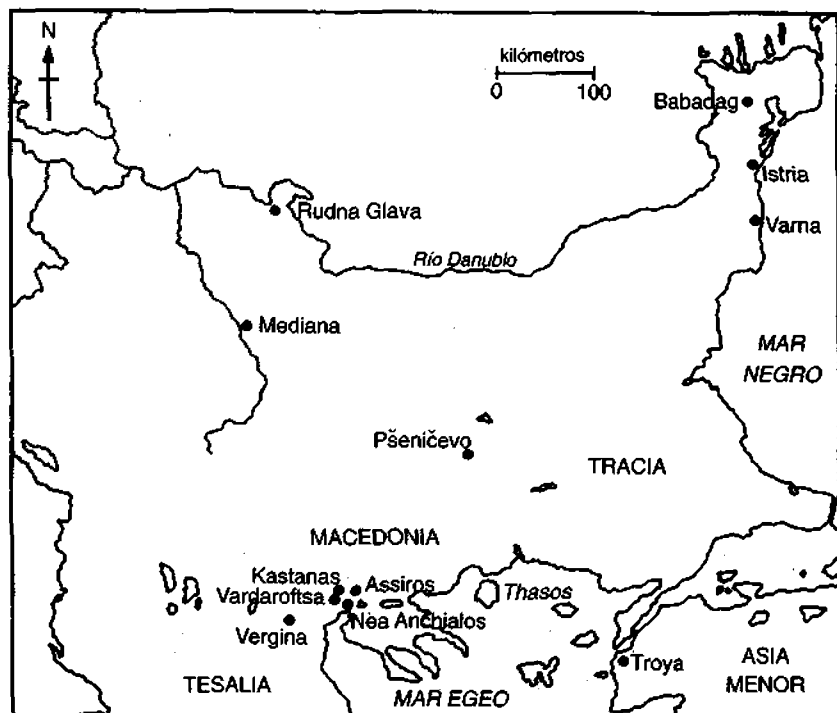 N
kilómetros
0 100
Babadag
Istria
Rudna Glava
Varna
Río Danublo
Mediana
MAR
NEGRO
Pšeničevo
TRACIA
MACEDONIA
Kastanas
Assiros
Thasos
Vardaroftsa
Nea Anchialos
Vergina
Troya
ASIA
MENOR
TESALIA
MAR EGEO